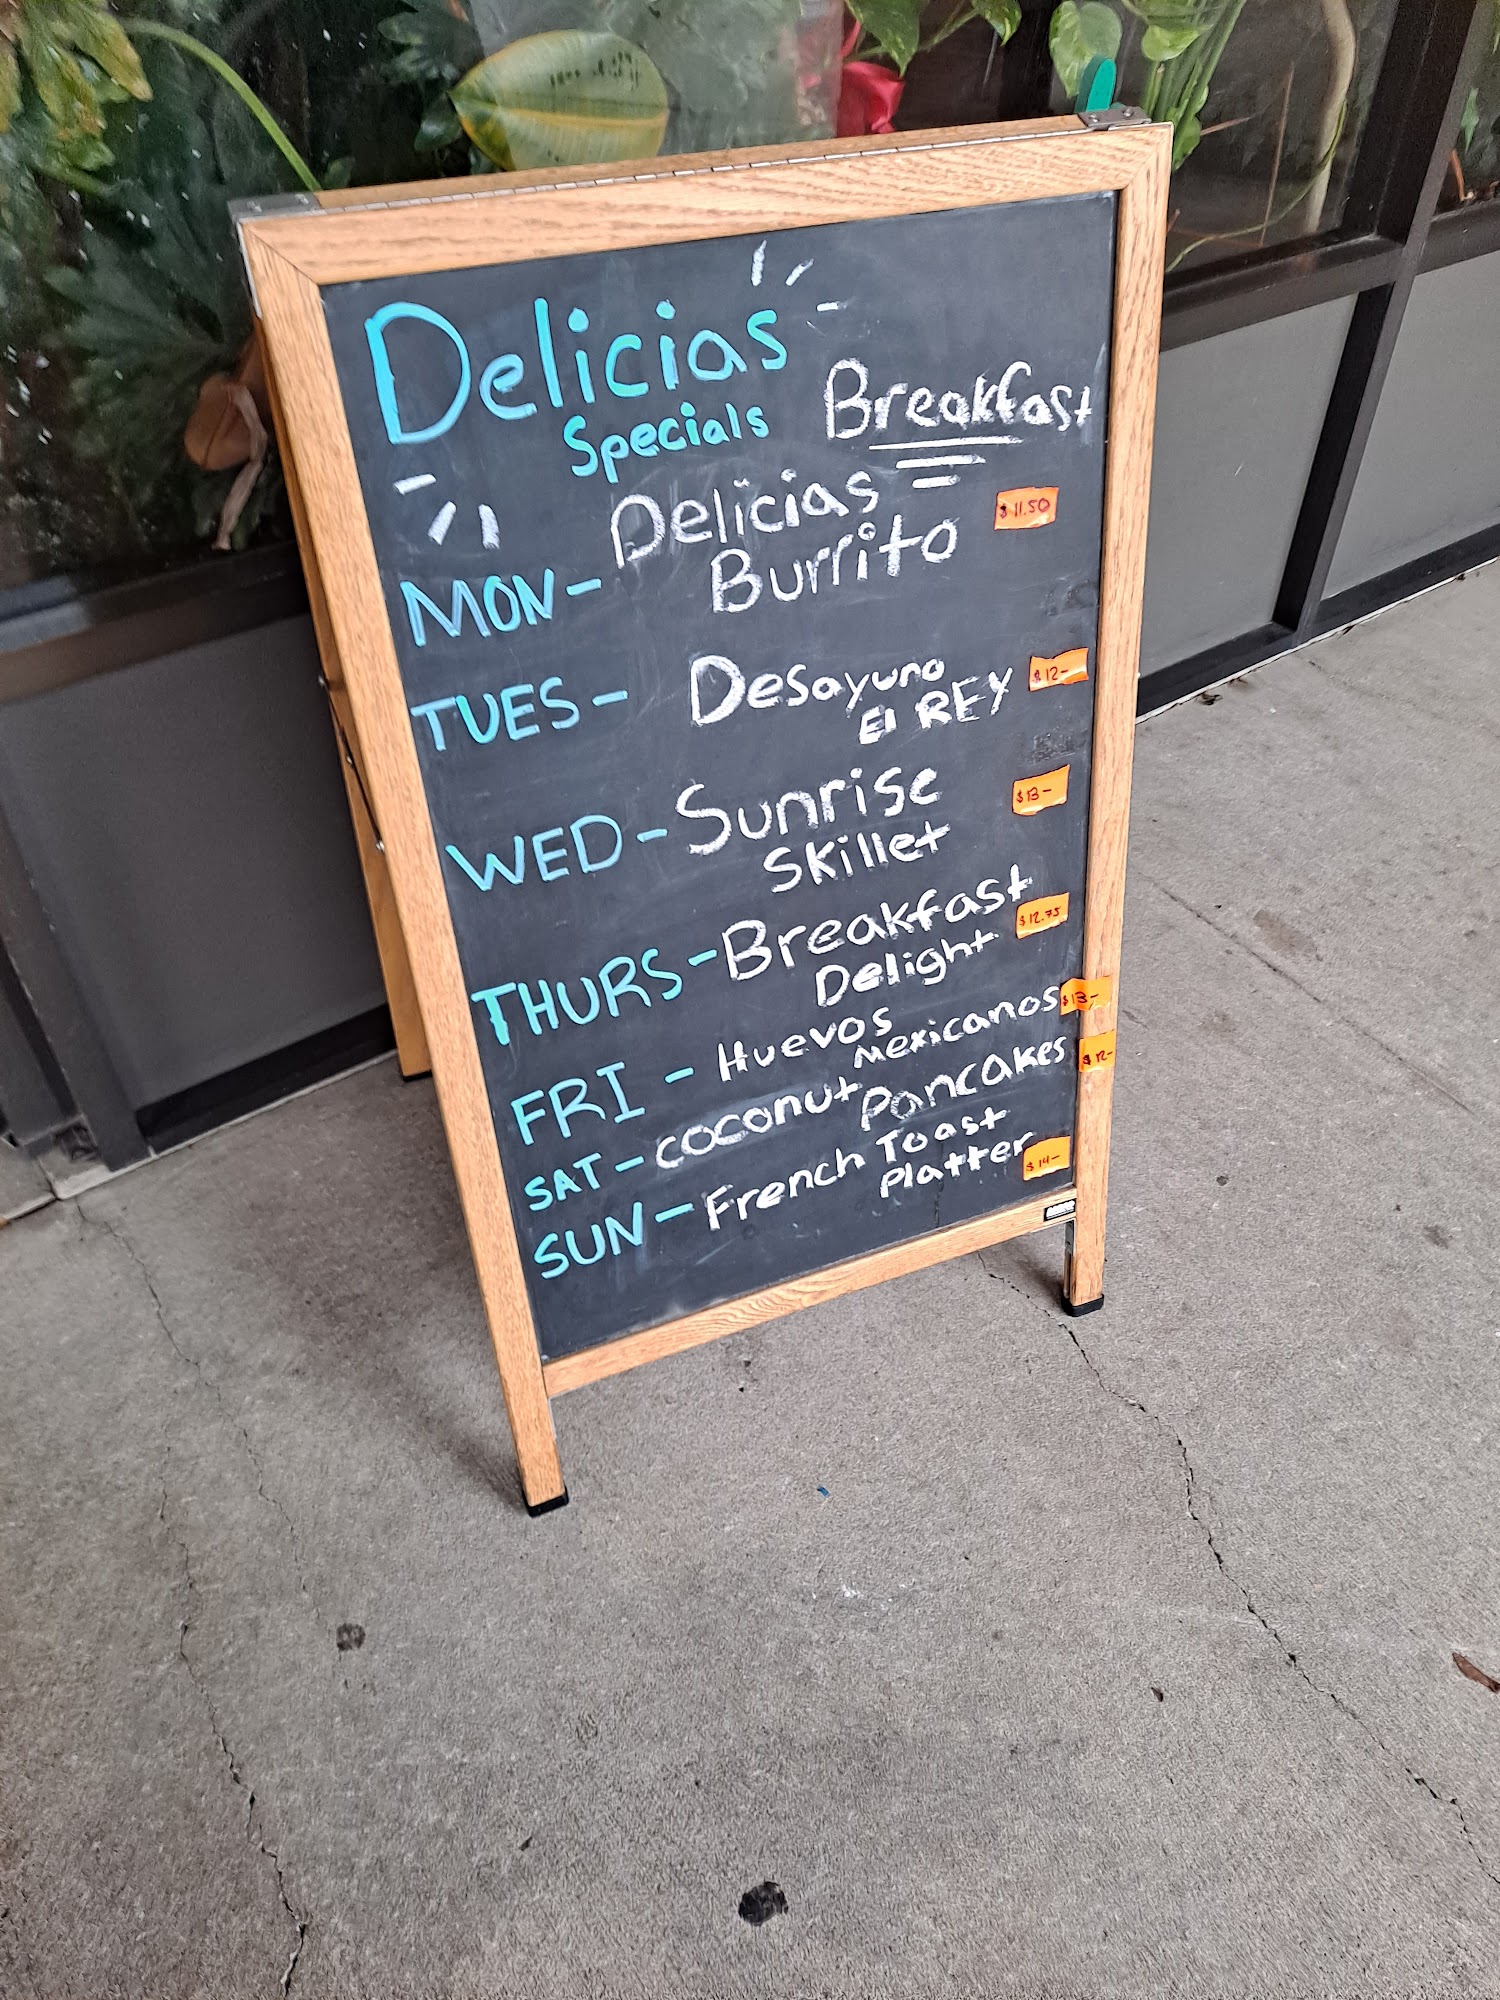 Delicias
Specials
Breakfast
MON- Delicias
Burrito
$11.50
TUES- Desayuno
El REY
$12-
WED- Sunrise
Skillet
$13-
THURS- Breakfast
Delight
$12.75
FRI - Huevos
Mexicanos
$13-
SAT- coconut Pancakes
$12-
SUN- French Toast
Platter
$14-